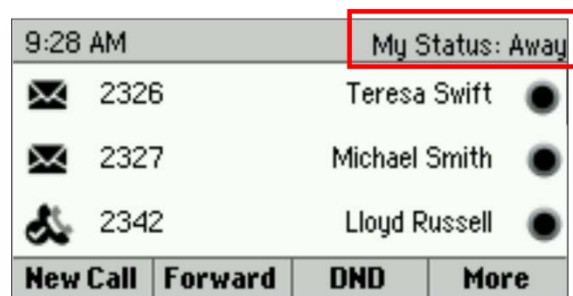 9:28 AM My Status: Away
2326 Teresa Swift
2327 Michael Smith
2342 Lloyd Russell
New Call Forward DND More